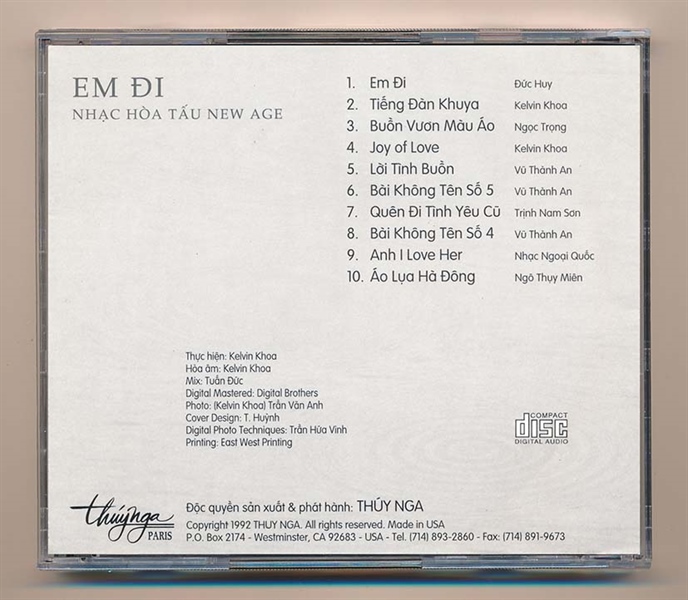 EM ĐI
NHẠC HÒA TẤU NEW AGE
1. Em Đi Đức Huy
2. Tiếng Đàn Khuya Kelvin Khoa
3. Buồn Vươn Màu Áo Ngọc Trọng
4. Joy of Love Kelvin Khoa
5. Lời Tình Buồn Vũ Thành An
6. Bài Không Tên Số 5 Vũ Thành An
7. Quên Đi Tình Yêu Cũ Trịnh Nam Sơn
8. Bài Không Tên Số 4 Vũ Thành An
9. Anh I Love Her Nhạc Ngoại Quốc
10. Áo Lụa Hà Đông Ngô Thụy Miên
Thực hiện: Kelvin Khoa
Hòa âm: Kelvin Khoa
Mix: Tuấn Đức
Digital Mastered: Digital Brothers
Photo: (Kelvin Khoa) Trần Văn Anh
Cover Design: T. Huỳnh
Digital Photo Techniques: Trần Hứa Vinh
Printing: East West Printing
COMPACT
disc
DIGITAL AUDIO
thúy nga
PARIS
Độc quyền sản xuất & phát hành: THÚY NGA
Copyright 1992 THUY NGA. All rights reserved. Made in USA
P.O. Box 2174 - Westminster, CA 92683 - USA - Tel. (714) 893-2860 - Fax: (714) 891-9673